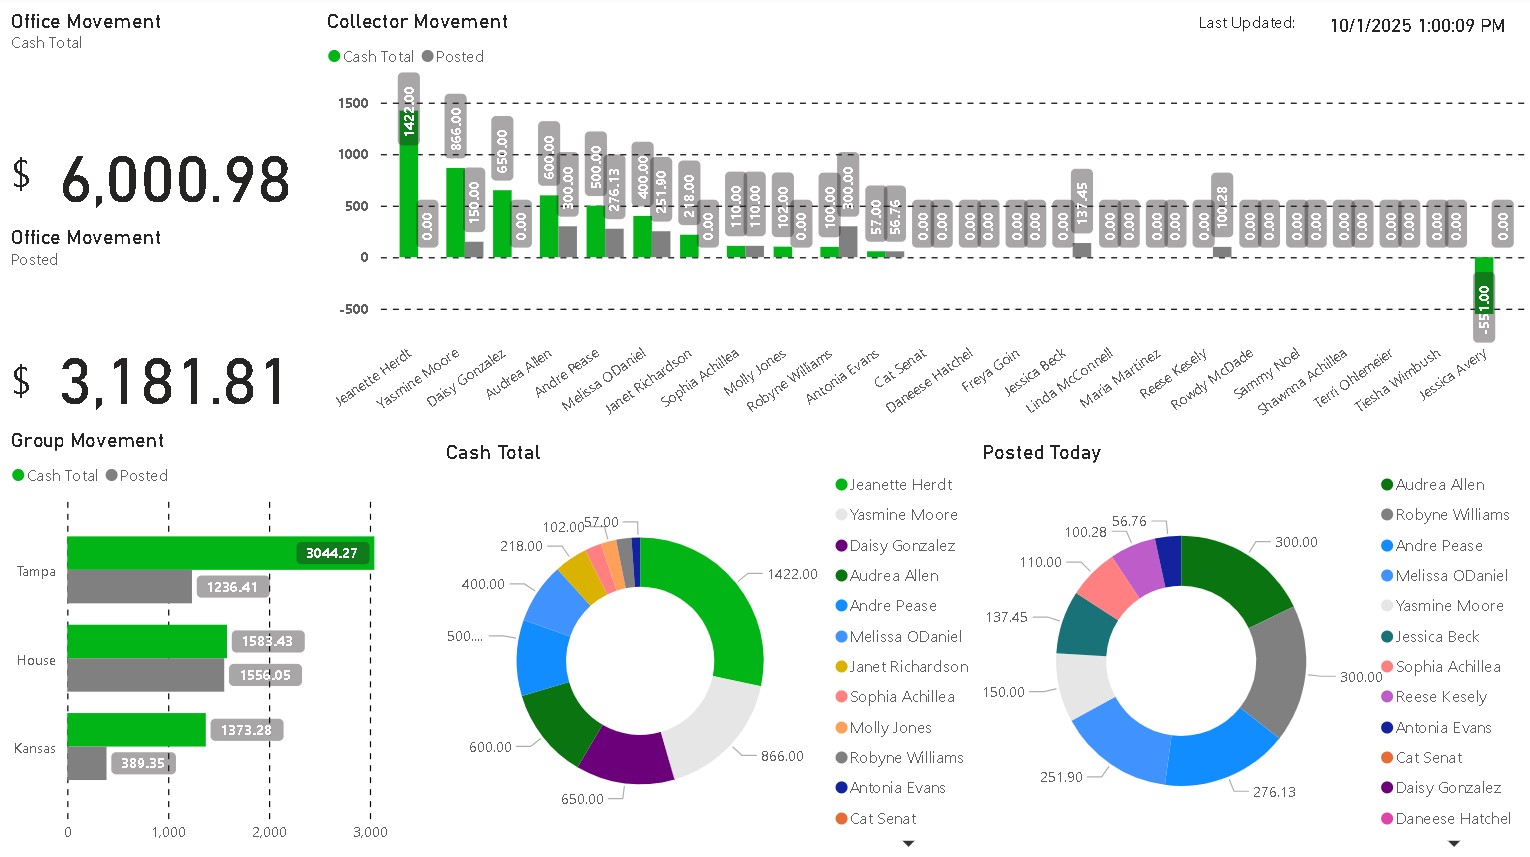 Office Movement
Cash Total
$ 6,000.98
Office Movement
Posted
$ 3,181.81
Collector Movement
Last Updated: 10/1/2025 1:00:09 PM
Cash Total Posted
1500
1000
500
0
-500
1422.00 0.00 866.00 150.00 650.00 0.00 600.00 300.00 500.00 276.13 400.00 251.90 218.00 0.00 110.00 110.00 102.00 0.00 100.00 300.00 57.00 56.76 0.00 0.00 0.00 0.00 0.00 0.00 0.00 137.45 0.00 0.00 0.00 0.00 0.00 100.28 0.00 0.00 0.00 0.00 0.00 0.00 0.00 0.00 0.00 0.00 -551.00 0.00
Jeanette Herdt
Yasmine Moore
Daisy Gonzalez
Audrea Allen
Andre Pease
Melissa ODaniel
Janet Richardson
Sophia Achillea
Molly Jones
Robyne Williams
Antonia Evans
Cat Senat
Daneese Hatchel
Freya Goin
Jessica Beck
Linda McConnell
Maria Martinez
Reese Kesely
Rowdy McDade
Sammy Noel
Shawna Achillea
Terri Ohlemeier
Tiesha Wimbush
Jessica Avery
Group Movement
Cash Total Posted
Tampa
3044.27
1236.41
House
1583.43
1556.05
Kansas
1373.28
389.35
0 1,000 2,000 3,000
Cash Total
1422.00
866.00
650.00
600.00
500....
400.00
218.00
102.00
57.00
Jeanette Herdt
Yasmine Moore
Daisy Gonzalez
Audrea Allen
Andre Pease
Melissa ODaniel
Janet Richardson
Sophia Achillea
Molly Jones
Robyne Williams
Antonia Evans
Cat Senat
Posted Today
300.00
300.00
276.13
251.90
150.00
137.45
110.00
100.28
56.76
Audrea Allen
Robyne Williams
Andre Pease
Melissa ODaniel
Yasmine Moore
Jessica Beck
Sophia Achillea
Reese Kesely
Antonia Evans
Cat Senat
Daisy Gonzalez
Daneese Hatchel